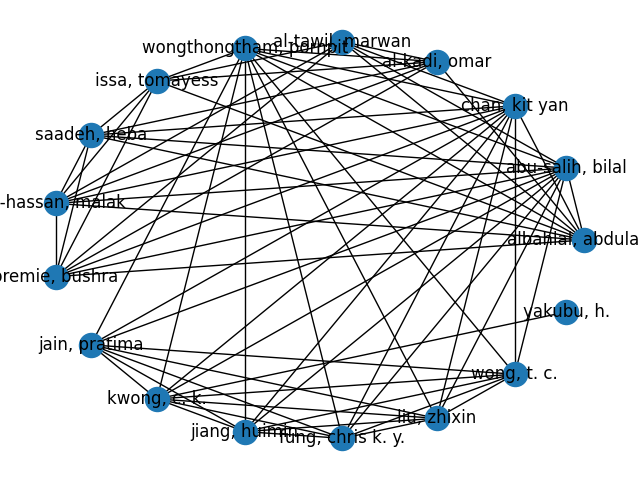 wongthongtham, pornpit
al-tawil, marwan
al-kadi, omar
issa, tomayess
chan, kit yan
saadeh, heba
abu-salih, bilal
-hassan, malak
albahlal, abdula
bremie, bushra
yakubu, h.
jain, pratima
wong, t. c.
kwong, c. k.
liu, zhixin
jiang, huimin
fung, chris k. y.